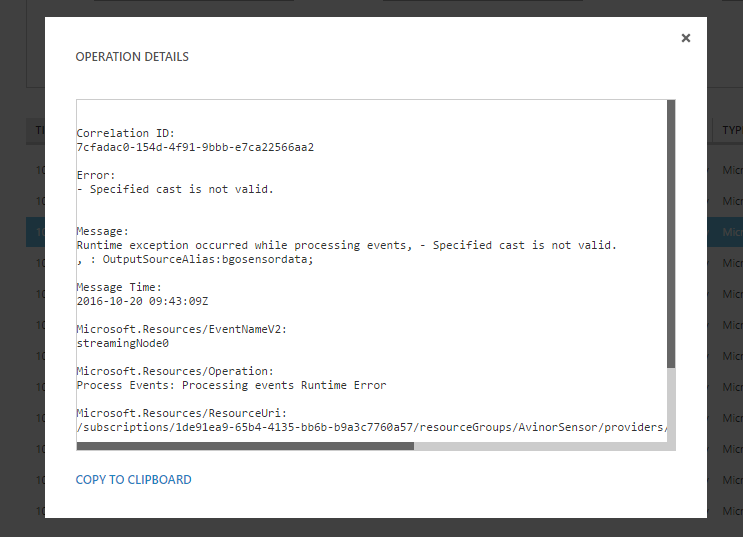 OPERATION DETAILS
Correlation ID:
7cfadac0-154d-4f91-9bbb-e7ca22566aa2
Error:
- Specified cast is not valid.
Message:
Runtime exception occurred while processing events, - Specified cast is not valid.
, : OutputSourceAlias:bgosensordata;
Message Time:
2016-10-20 09:43:09Z
Microsoft.Resources/EventNameV2:
streamingNode0
Microsoft.Resources/Operation:
Process Events: Processing events Runtime Error
Microsoft.Resources/ResourceUri:
/subscriptions/1de91ea9-65b4-4135-bb6b-b9a3c7760a57/resourceGroups/AvinorSensor/providers/
COPY TO CLIPBOARD